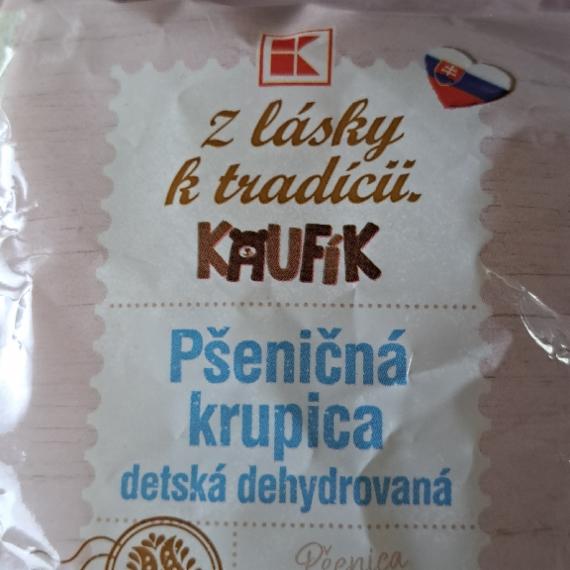 K
Z lásky
k tradícii.
KAUFÍK
Pšeničná
krupica
detská dehydrovaná
Pšenica